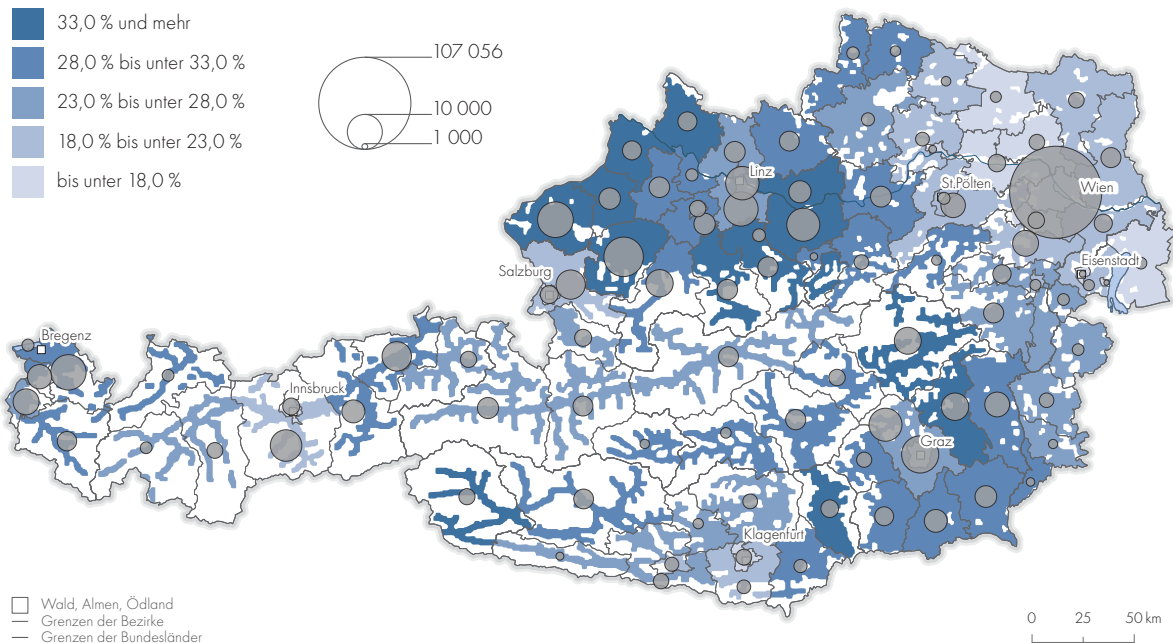 33,0 % und mehr
28,0 % bis unter 33,0 %
23,0 % bis unter 28,0 %
18,0 % bis unter 23,0 %
bis unter 18,0 %
107 056
10 000
1 000
Linz
St.Pölten
Wien
Salzburg
Eisenstadt
Bregenz
Innsbruck
Graz
Klagenfurt
Wald, Almen, Ödland
Grenzen der Bezirke
Grenzen der Bundesländer
0 25 50 km